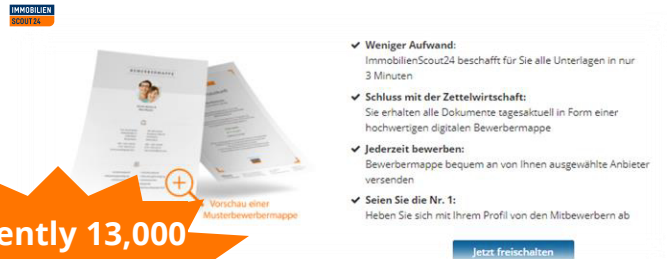 IMMOBILIEN
SCOUT 24
BEWERBERMAPPE
Vorschau einer
Musterbewerbermappe
ently 13,000
✔ Weniger Aufwand:
ImmobilienScout24 beschafft für Sie alle Unterlagen in nur
3 Minuten
✔ Schluss mit der Zettelwirtschaft:
Sie erhalten alle Dokumente tagesaktuell in Form einer
hochwertigen digitalen Bewerbermappe
✔ Jederzeit bewerben:
Bewerbermappe bequem an von Ihnen ausgewählte Anbieter
versenden
✔ Seien Sie die Nr. 1:
Heben Sie sich mit Ihrem Profil von den Mitbewerbern ab
Jetzt freischalten